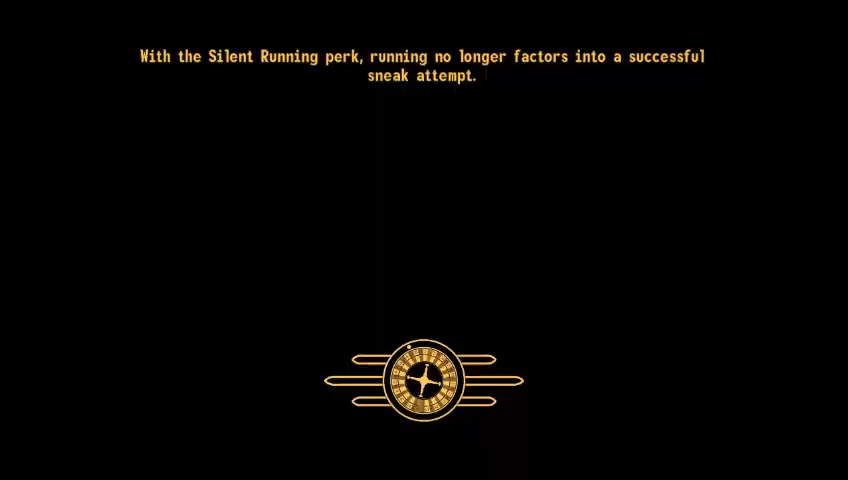 With the Silent Running perk, running no longer factors into a successful
sneak attempt.